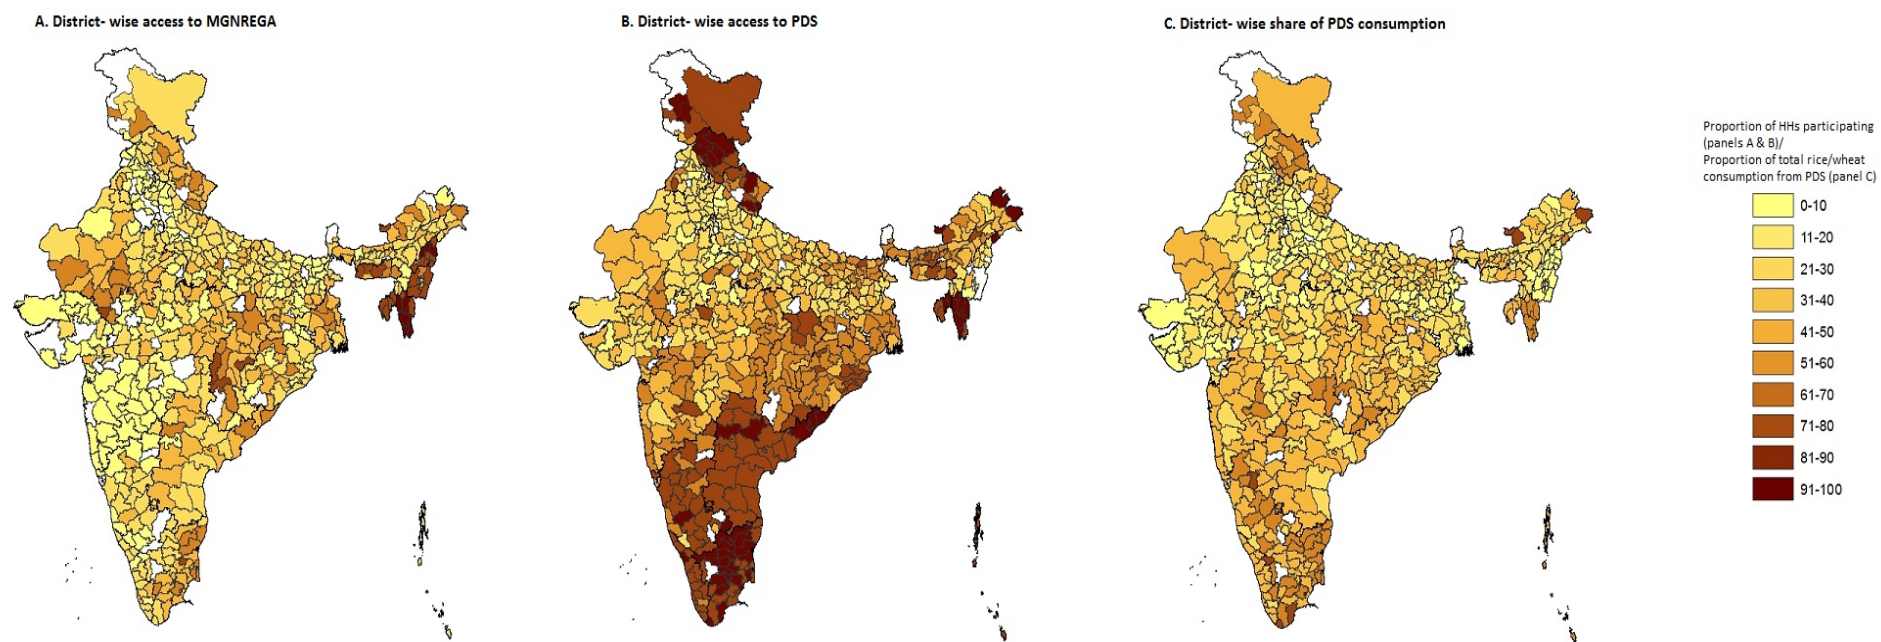 A. District- wise access to MGNREGA
B. District- wise access to PDS
C. District- wise share of PDS consumption
Proportion of HHs participating
(panels A & B)/
Proportion of total rice/wheat
consumption from PDS (panel C)
0-10
11-20
21-30
31-40
41-50
51-60
61-70
71-80
81-90
91-100